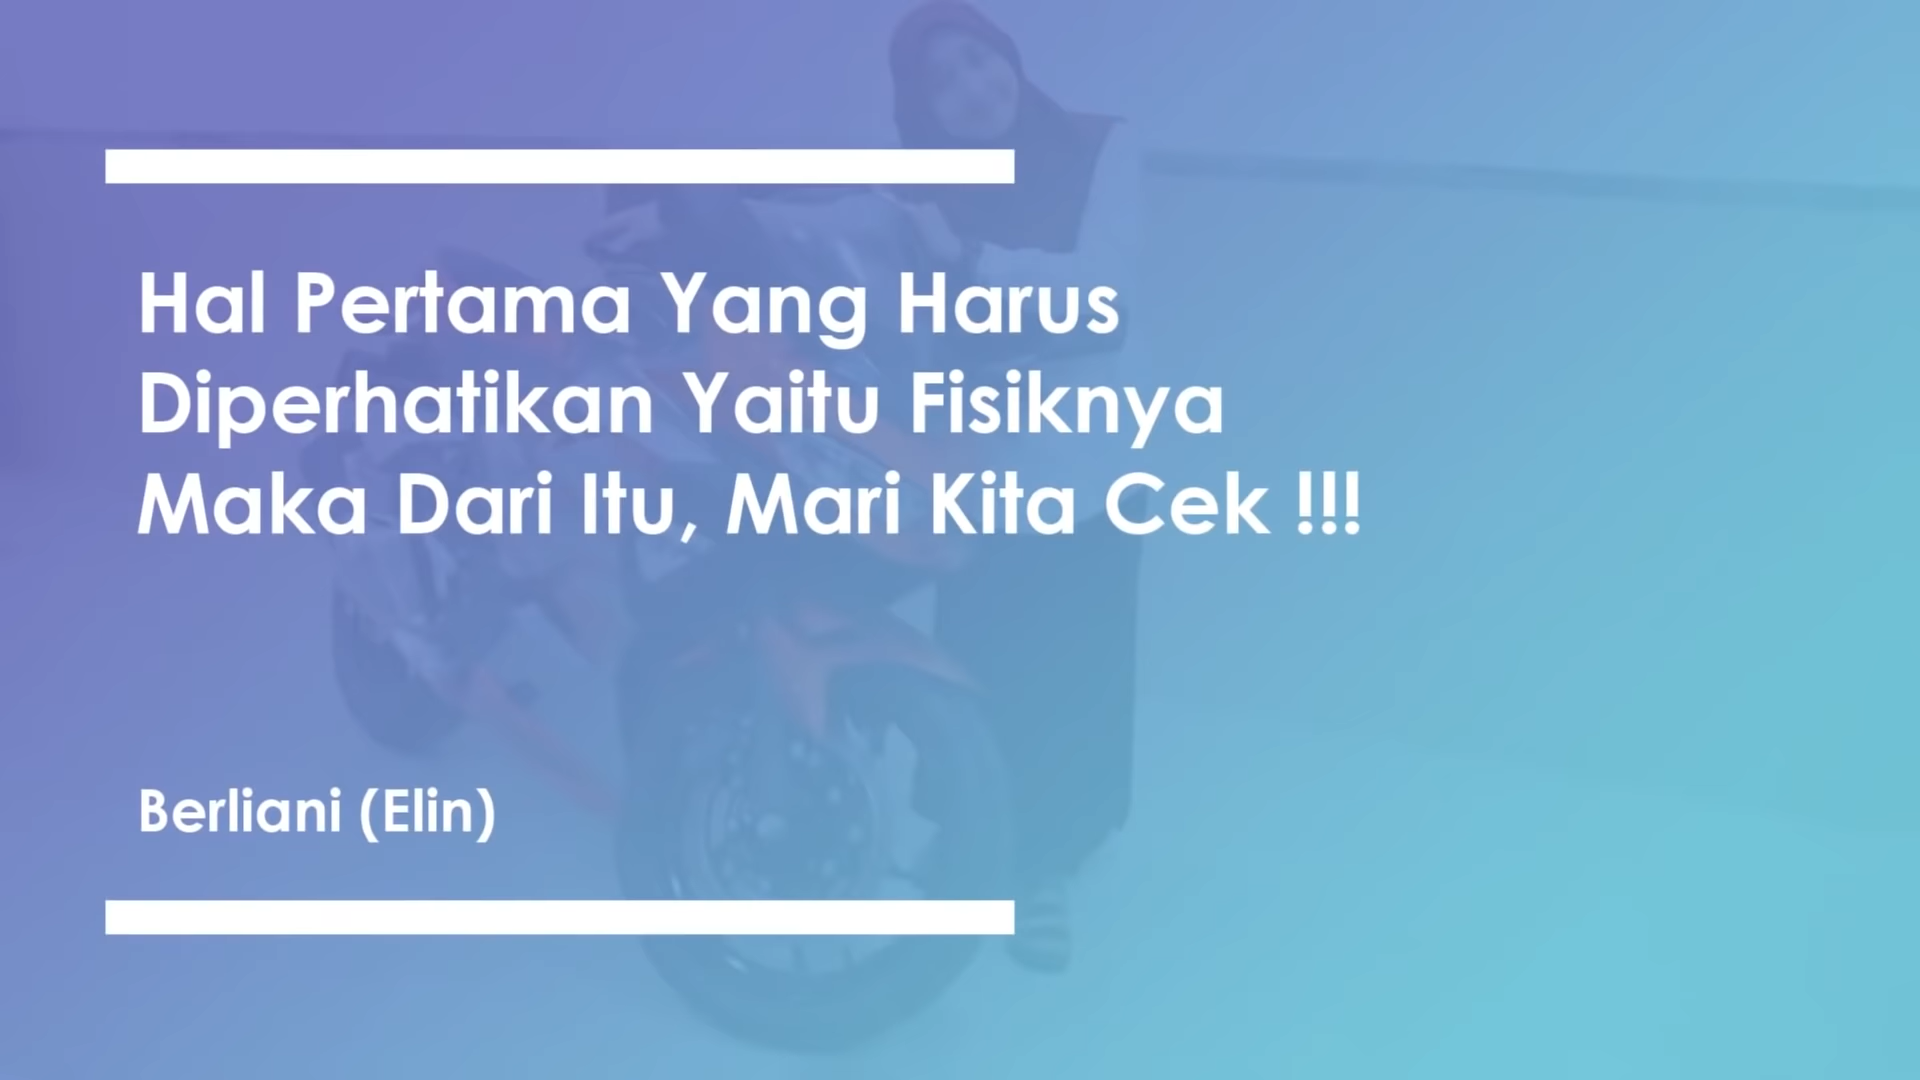 Hal Pertama Yang Harus
Diperhatikan Yaitu Fisiknya
Maka Dari Itu, Mari Kita Cek !!!
Berliani (Elin)